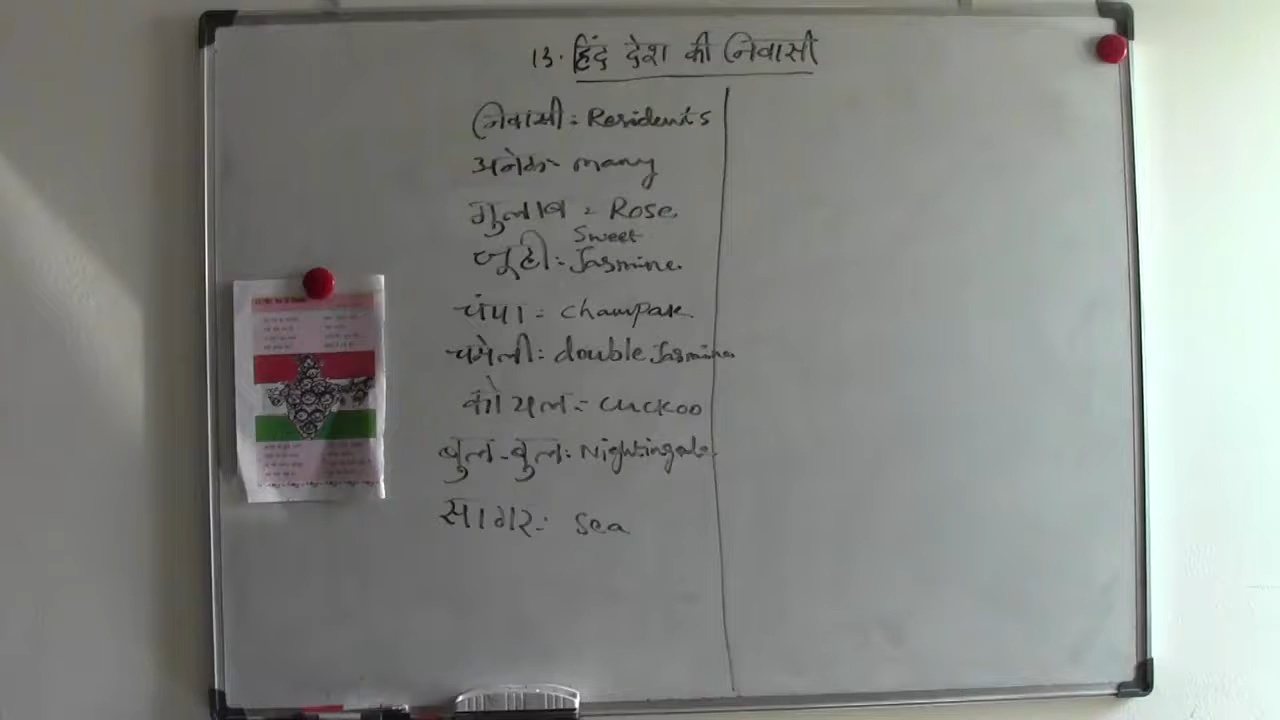 13. हिंद देश की निवासी
निवासी = Residents
अनेक = many
गुलाब = Rose
जूही = Sweet Jasmine
चंपा = Champak
चमेली = double Jasmine
कोयल = cuckoo
बुल-बुल = Nightingale
सागर = Sea